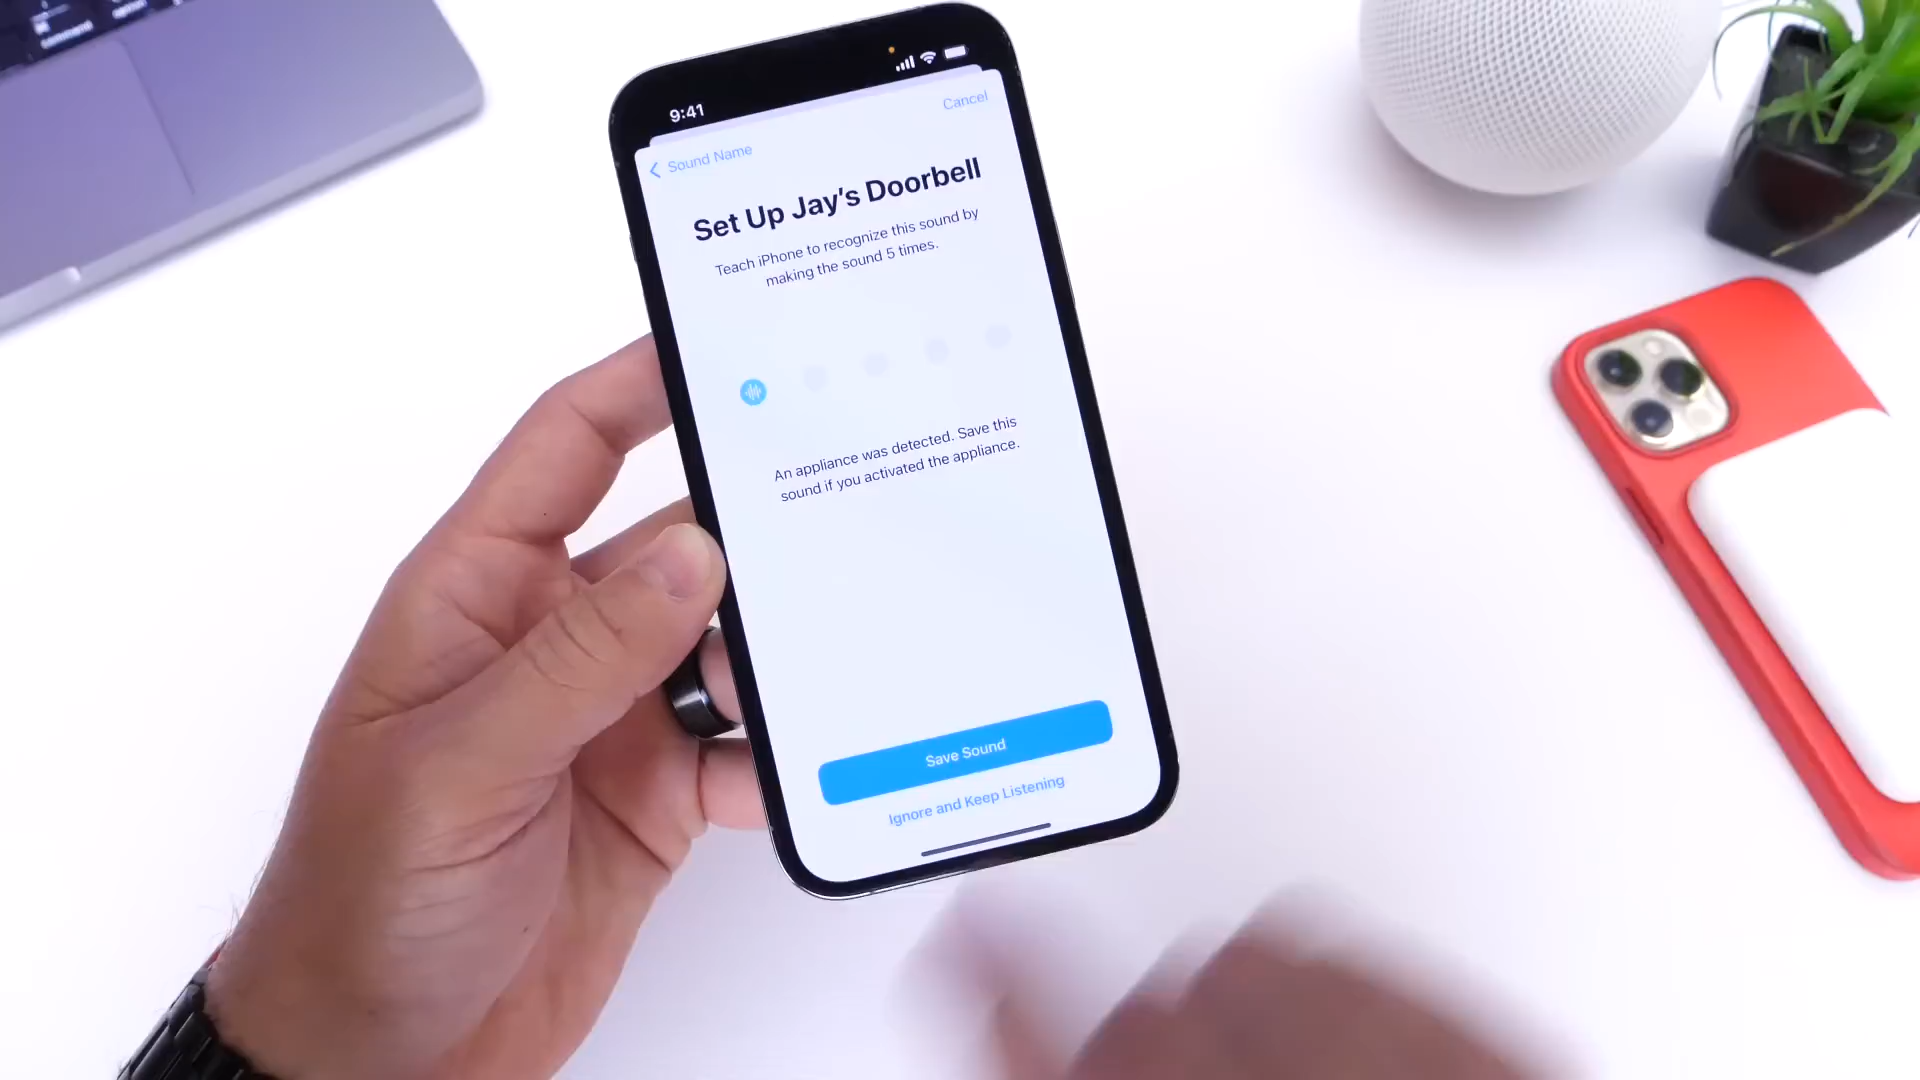 command
option
9:41
Cancel
Sound Name
Set Up Jay's Doorbell
Teach iPhone to recognize this sound by
making the sound 5 times.
An appliance was detected. Save this
sound if you activated the appliance.
Save Sound
Ignore and Keep Listening